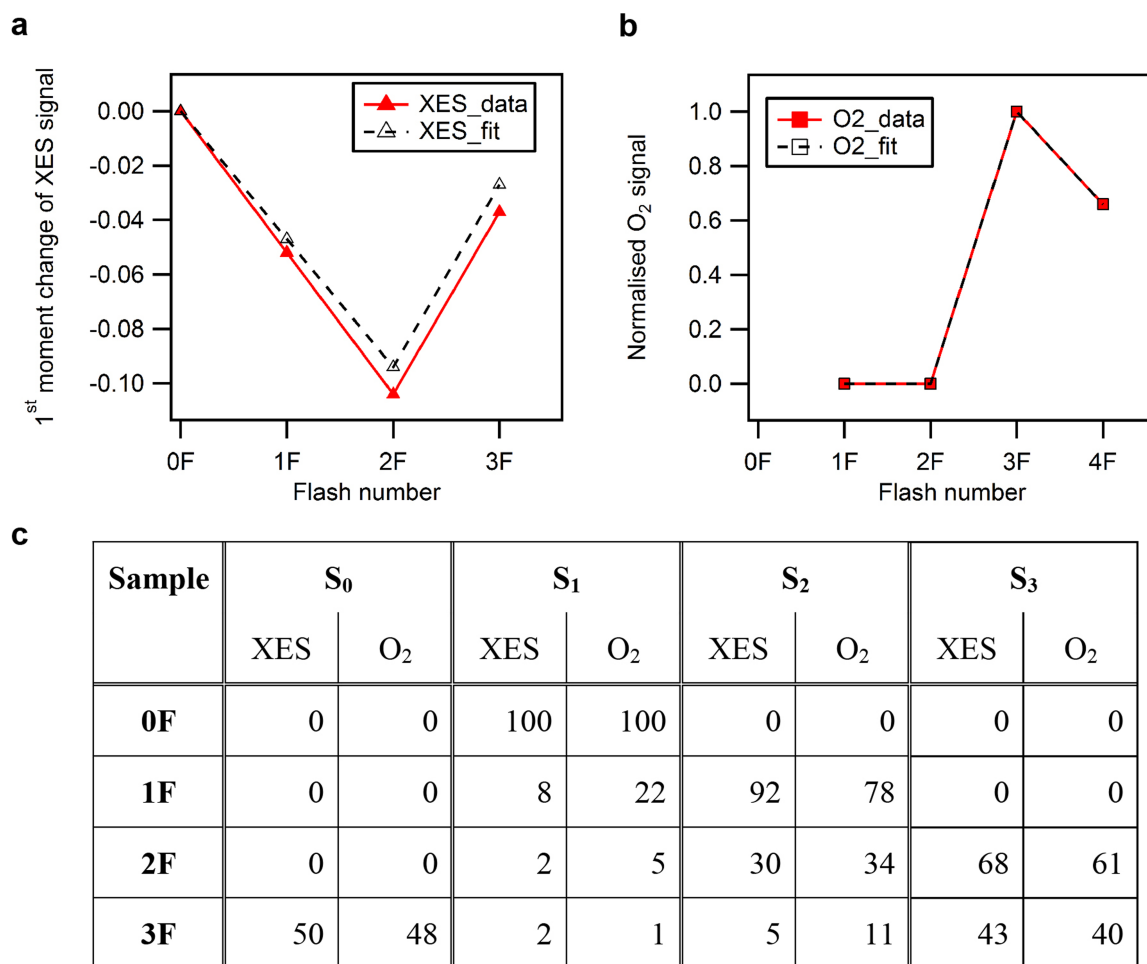 a
1st moment change of XES signal
0.00
-0.02
-0.04
-0.06
-0.08
-0.10
XES_data
XES_fit
0F 1F 2F 3F
Flash number
b
Normalised O2 signal
1.0
0.8
0.6
0.4
0.2
0.0
O2_data
O2_fit
0F 1F 2F 3F 4F
Flash number
c
Sample S0 S1 S2 S3
XES O2 XES O2 XES O2 XES O2
0F 0 0 100 100 0 0 0 0
1F 0 0 8 22 92 78 0 0
2F 0 0 2 5 30 34 68 61
3F 50 48 2 1 5 11 43 40